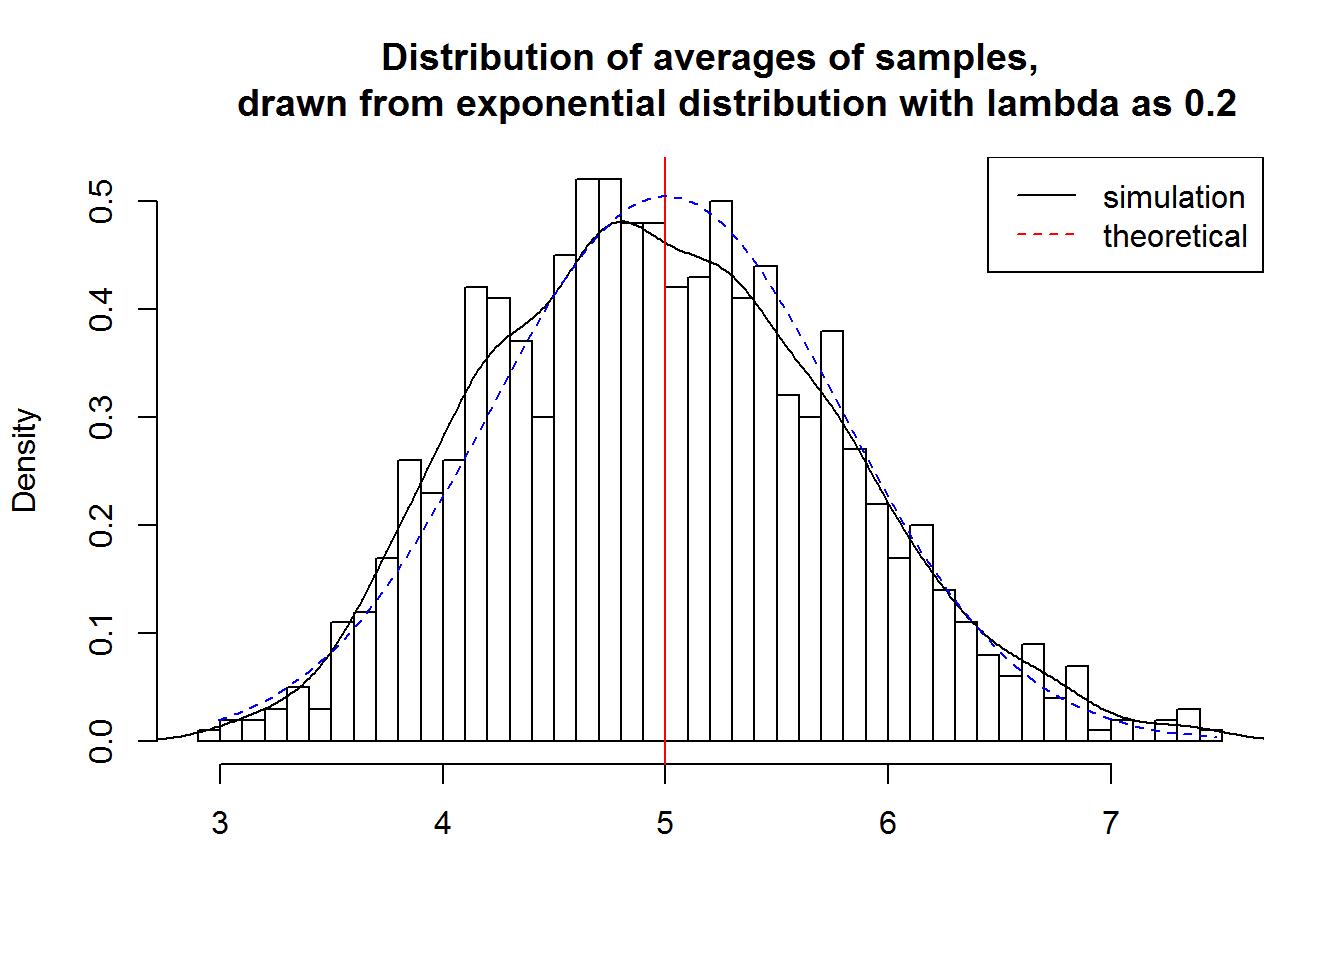 Distribution of averages of samples,
drawn from exponential distribution with lambda as 0.2
simulation
theoretical
Density
0.5
0.4
0.3
0.2
0.1
0.0
3 4 5 6 7